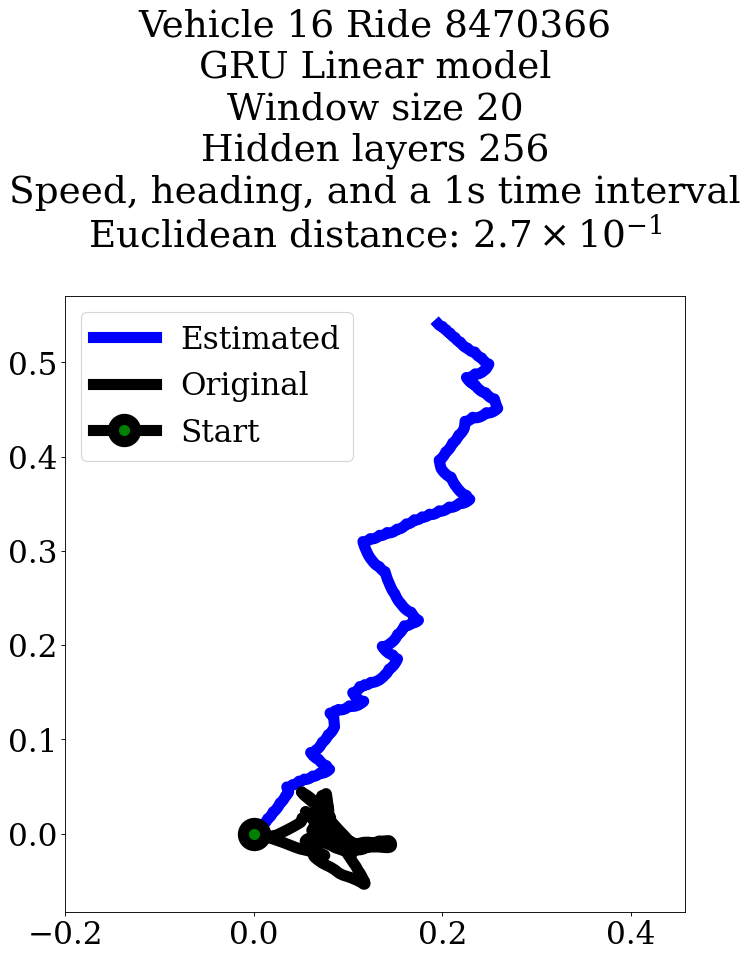 Vehicle 16 Ride 8470366
GRU Linear model
Window size 20
Hidden layers 256
Speed, heading, and a 1s time interval
Euclidean distance: 2.7 × 10⁻¹
Estimated
Original
Start
0.5
0.4
0.3
0.2
0.1
0.0
−0.2 0.0 0.2 0.4